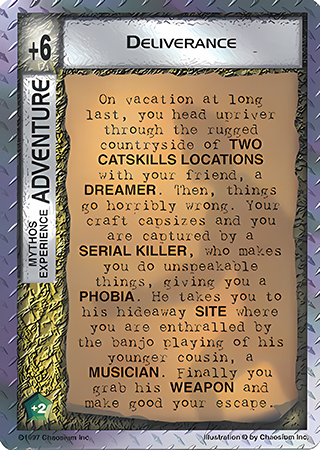 +6
DELIVERANCE
MYTHOS
EXPERIENCE
ADVENTURE
On vacation at long
last, you head upriver
through the rugged
countryside of TWO
CATSKILLS LOCATIONS
with your friend, a
DREAMER. Then, things
go horribly wrong. Your
craft capsizes and you
are captured by a
SERIAL KILLER, who makes
you do unspeakable
things, giving you a
PHOBIA. He takes you to
his hideaway SITE where
you are enthralled by
the banjo playing of his
younger cousin, a
MUSICIAN. Finally you
grab his WEAPON and
make good your escape.
+2
©1997 Chaosium Inc.
Illustration © by Chaosium Inc.